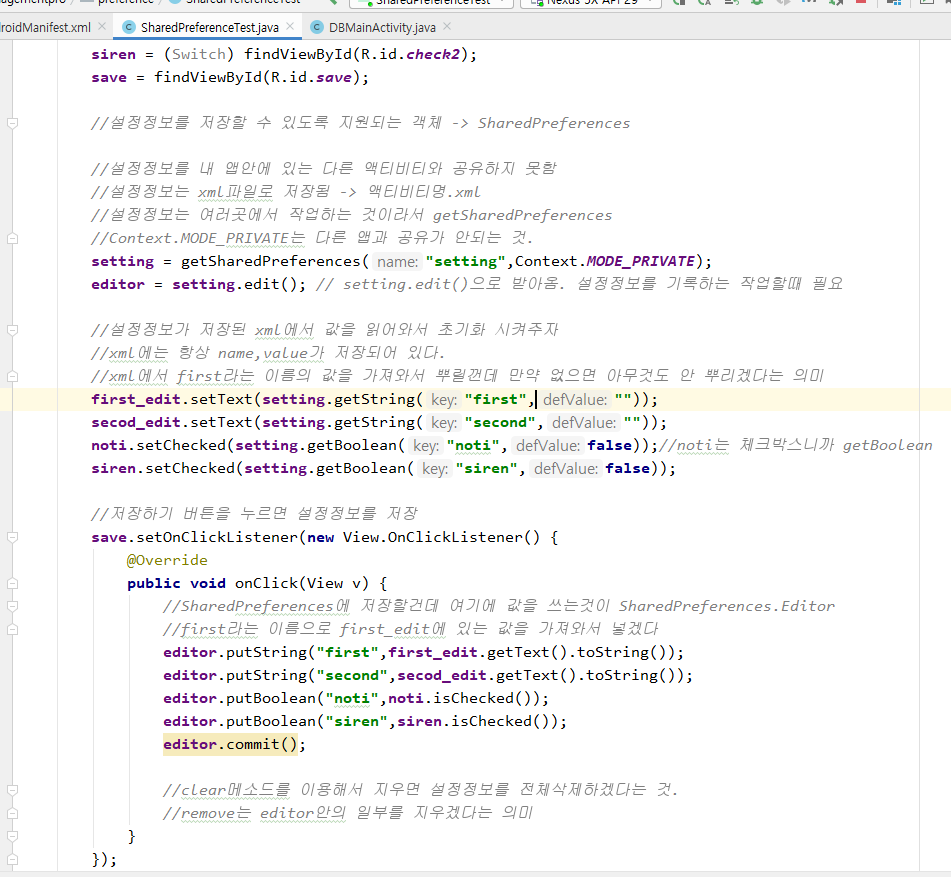 SharedPreferenceTest
Nexus 5X API 29
roidManifest.xml
SharedPreferenceTest.java
DBMainActivity.java
siren = (Switch) findViewById(R.id.check2);
save = findViewById(R.id.save);
//설정정보를 저장할 수 있도록 지원되는 객체 -> SharedPreferences
//설정정보를 내 앱안에 있는 다른 액티비티와 공유하지 못함
//설정정보는 xml파일로 저장됨 -> 액티비티명.xml
//설정정보는 여러곳에서 작업하는 것이라서 getSharedPreferences
//Context.MODE_PRIVATE는 다른 앱과 공유가 안되는 것.
setting = getSharedPreferences( name: "setting",Context.MODE_PRIVATE);
editor = setting.edit(); // setting.edit()으로 받아옴. 설정정보를 기록하는 작업할때 필요
//설정정보가 저장된 xml에서 값을 읽어와서 초기화 시켜주자
//xml에는 항상 name,value가 저장되어 있다.
//xml에서 first라는 이름의 값을 가져와서 뿌릴껀데 만약 없으면 아무것도 안 뿌리겠다는 의미
first_edit.setText(setting.getString( key: "first", defValue: ""));
secod_edit.setText(setting.getString( key: "second", defValue: ""));
noti.setChecked(setting.getBoolean( key: "noti", defValue: false));//noti는 체크박스니까 getBoolean
siren.setChecked(setting.getBoolean( key: "siren", defValue: false));
//저장하기 버튼을 누르면 설정정보를 저장
save.setOnClickListener(new View.OnClickListener() {
@Override
public void onClick(View v) {
//SharedPreferences에 저장할건데 여기에 값을 쓰는것이 SharedPreferences.Editor
//first라는 이름으로 first_edit에 있는 값을 가져와서 넣겠다
editor.putString("first",first_edit.getText().toString());
editor.putString("second",secod_edit.getText().toString());
editor.putBoolean("noti",noti.isChecked());
editor.putBoolean("siren",siren.isChecked());
editor.commit();
//clear메소드를 이용해서 지우면 설정정보를 전체삭제하겠다는 것.
//remove는 editor안의 일부를 지우겠다는 의미
}
});